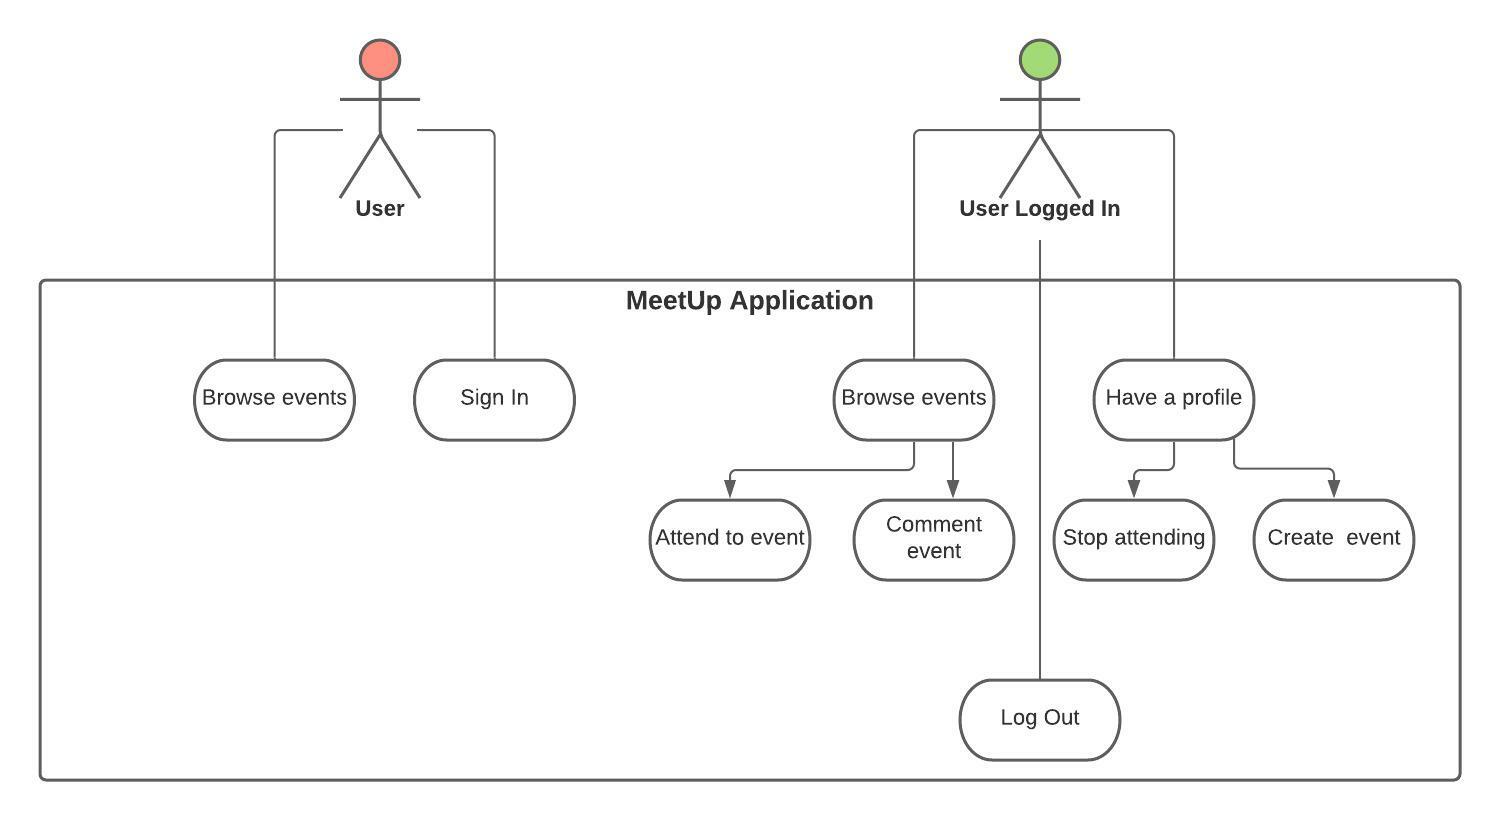 User
User Logged In
MeetUp Application
Browse events
Sign In
Browse events
Have a profile
Attend to event
Comment
event
Stop attending
Create  event
Log Out